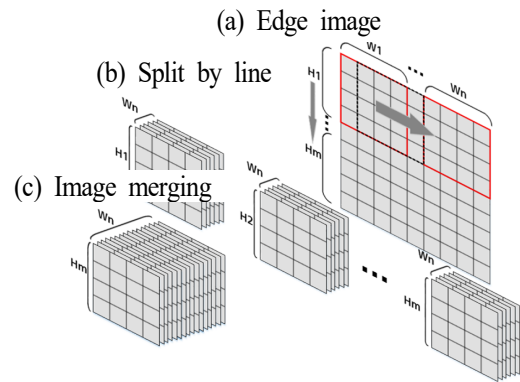 (a) Edge image
W1
...
Wn
H1
...
Hm
(b) Split by line
Wn
H1
(c) Image merging
Wn
Hm
Wn
H2
...
Wn
Hm